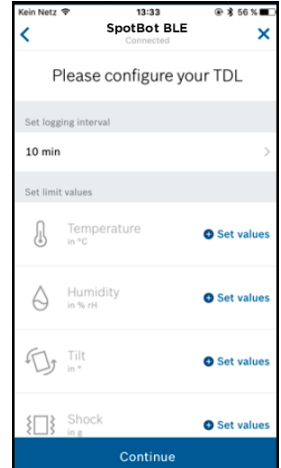 Kein Netz 13:33 56 %
SpotBot BLE
Connected
Please configure your TDL
Set logging interval
10 min
Set limit values
Temperature
in °C
Set values
Humidity
in % rH
Set values
Tilt
in °
Set values
Shock
in g
Set values
Continue